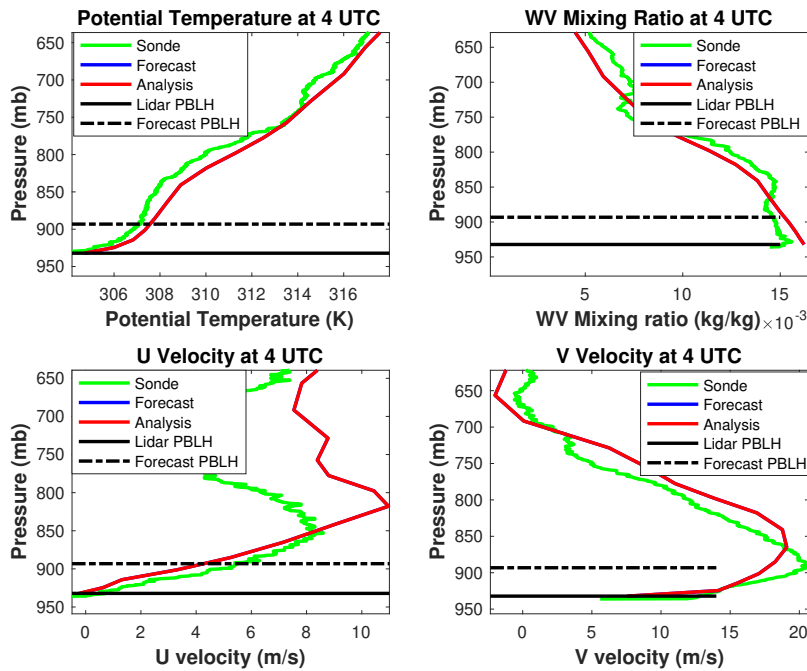 Potential Temperature at 4 UTC
650
700
750
800
850
900
950
Pressure (mb)
Sonde
Forecast
Analysis
Lidar PBLH
Forecast PBLH
306 308 310 312 314 316
Potential Temperature (K)
WV Mixing Ratio at 4 UTC
650
700
750
800
850
900
950
Pressure (mb)
Sonde
Forecast
Analysis
Lidar PBLH
Forecast PBLH
5 10 15
WV Mixing ratio (kg/kg) ×10⁻³
U Velocity at 4 UTC
650
700
750
800
850
900
950
Pressure (mb)
Sonde
Forecast
Analysis
Lidar PBLH
Forecast PBLH
0 2 4 6 8 10
U velocity (m/s)
V Velocity at 4 UTC
650
700
750
800
850
900
950
Pressure (mb)
Sonde
Forecast
Analysis
Lidar PBLH
Forecast PBLH
0 5 10 15 20
V velocity (m/s)